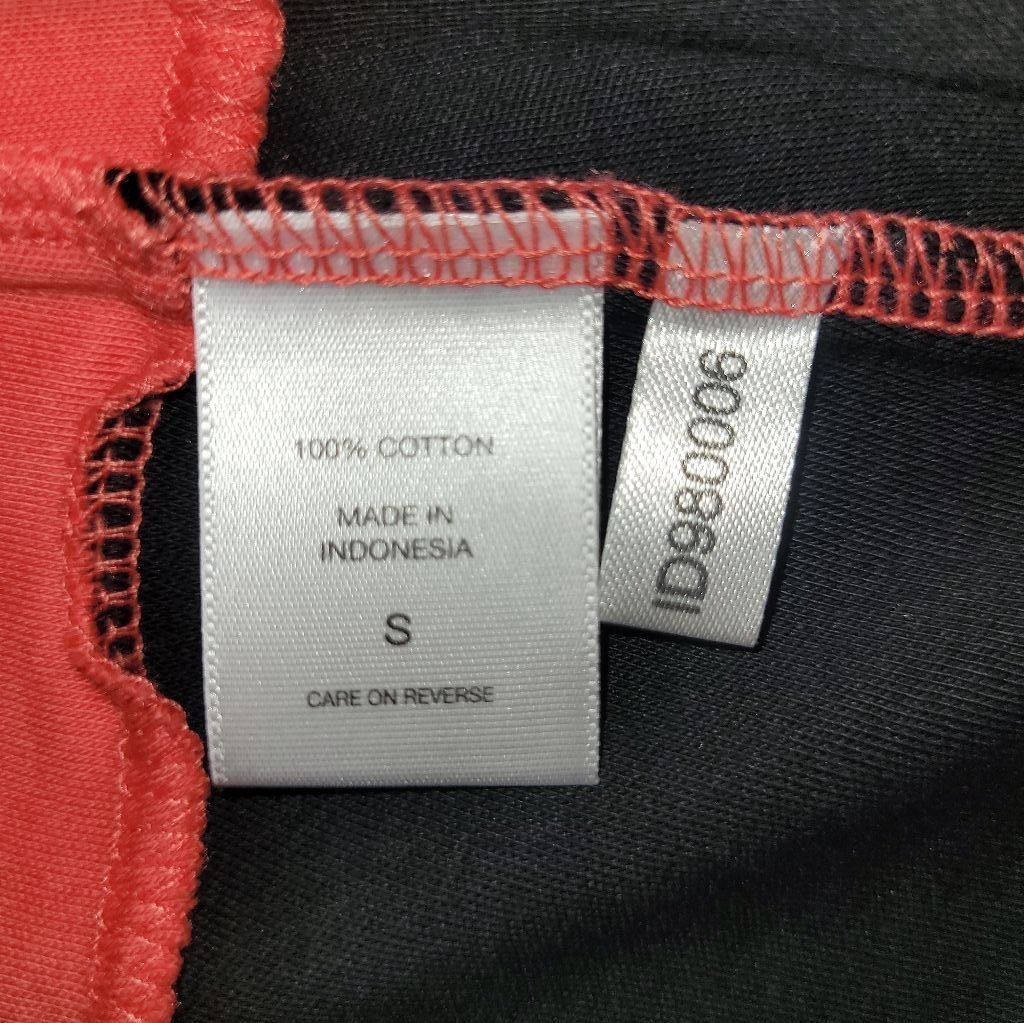 100% COTTON
MADE IN
INDONESIA
S
CARE ON REVERSE
ID980006